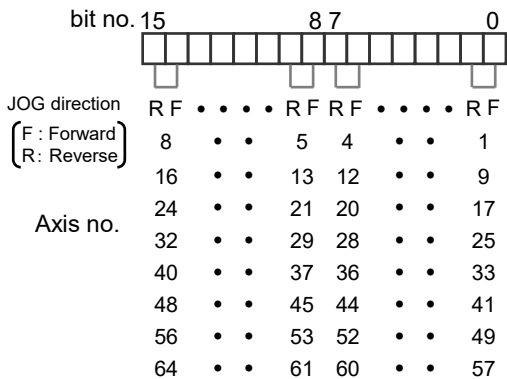 bit no. 15 8 7 0
JOG direction R F • • • • R F R F • • • • R F
F : Forward 8 • • 5 4 • • 1
R: Reverse
16 • • 13 12 • • 9
Axis no. 24 • • 21 20 • • 17
32 • • 29 28 • • 25
40 • • 37 36 • • 33
48 • • 45 44 • • 41
56 • • 53 52 • • 49
64 • • 61 60 • • 57